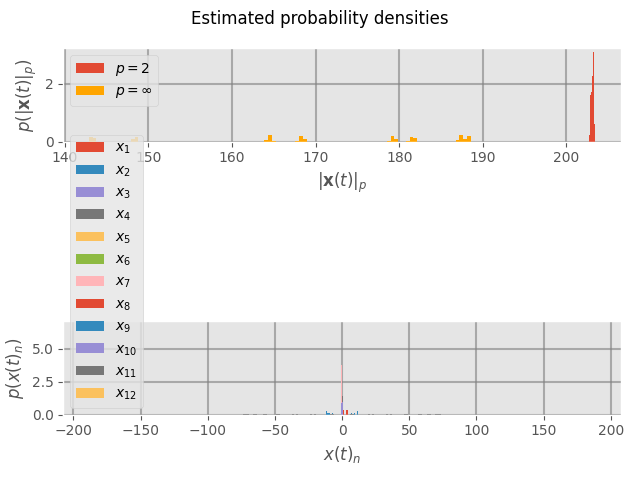 Estimated probability densities
p(|x(t)|ₚ)
2
0
p = 2
p = ∞
140 150 160 170 180 190 200
|x(t)|ₚ
x₁
x₂
x₃
x₄
x₅
x₆
x₇
x₈
x₉
x₁₀
x₁₁
x₁₂
p(x(t)ₙ)
5.0
2.5
0.0
−200 −150 −100 −50 0 50 100 150 200
x(t)ₙ